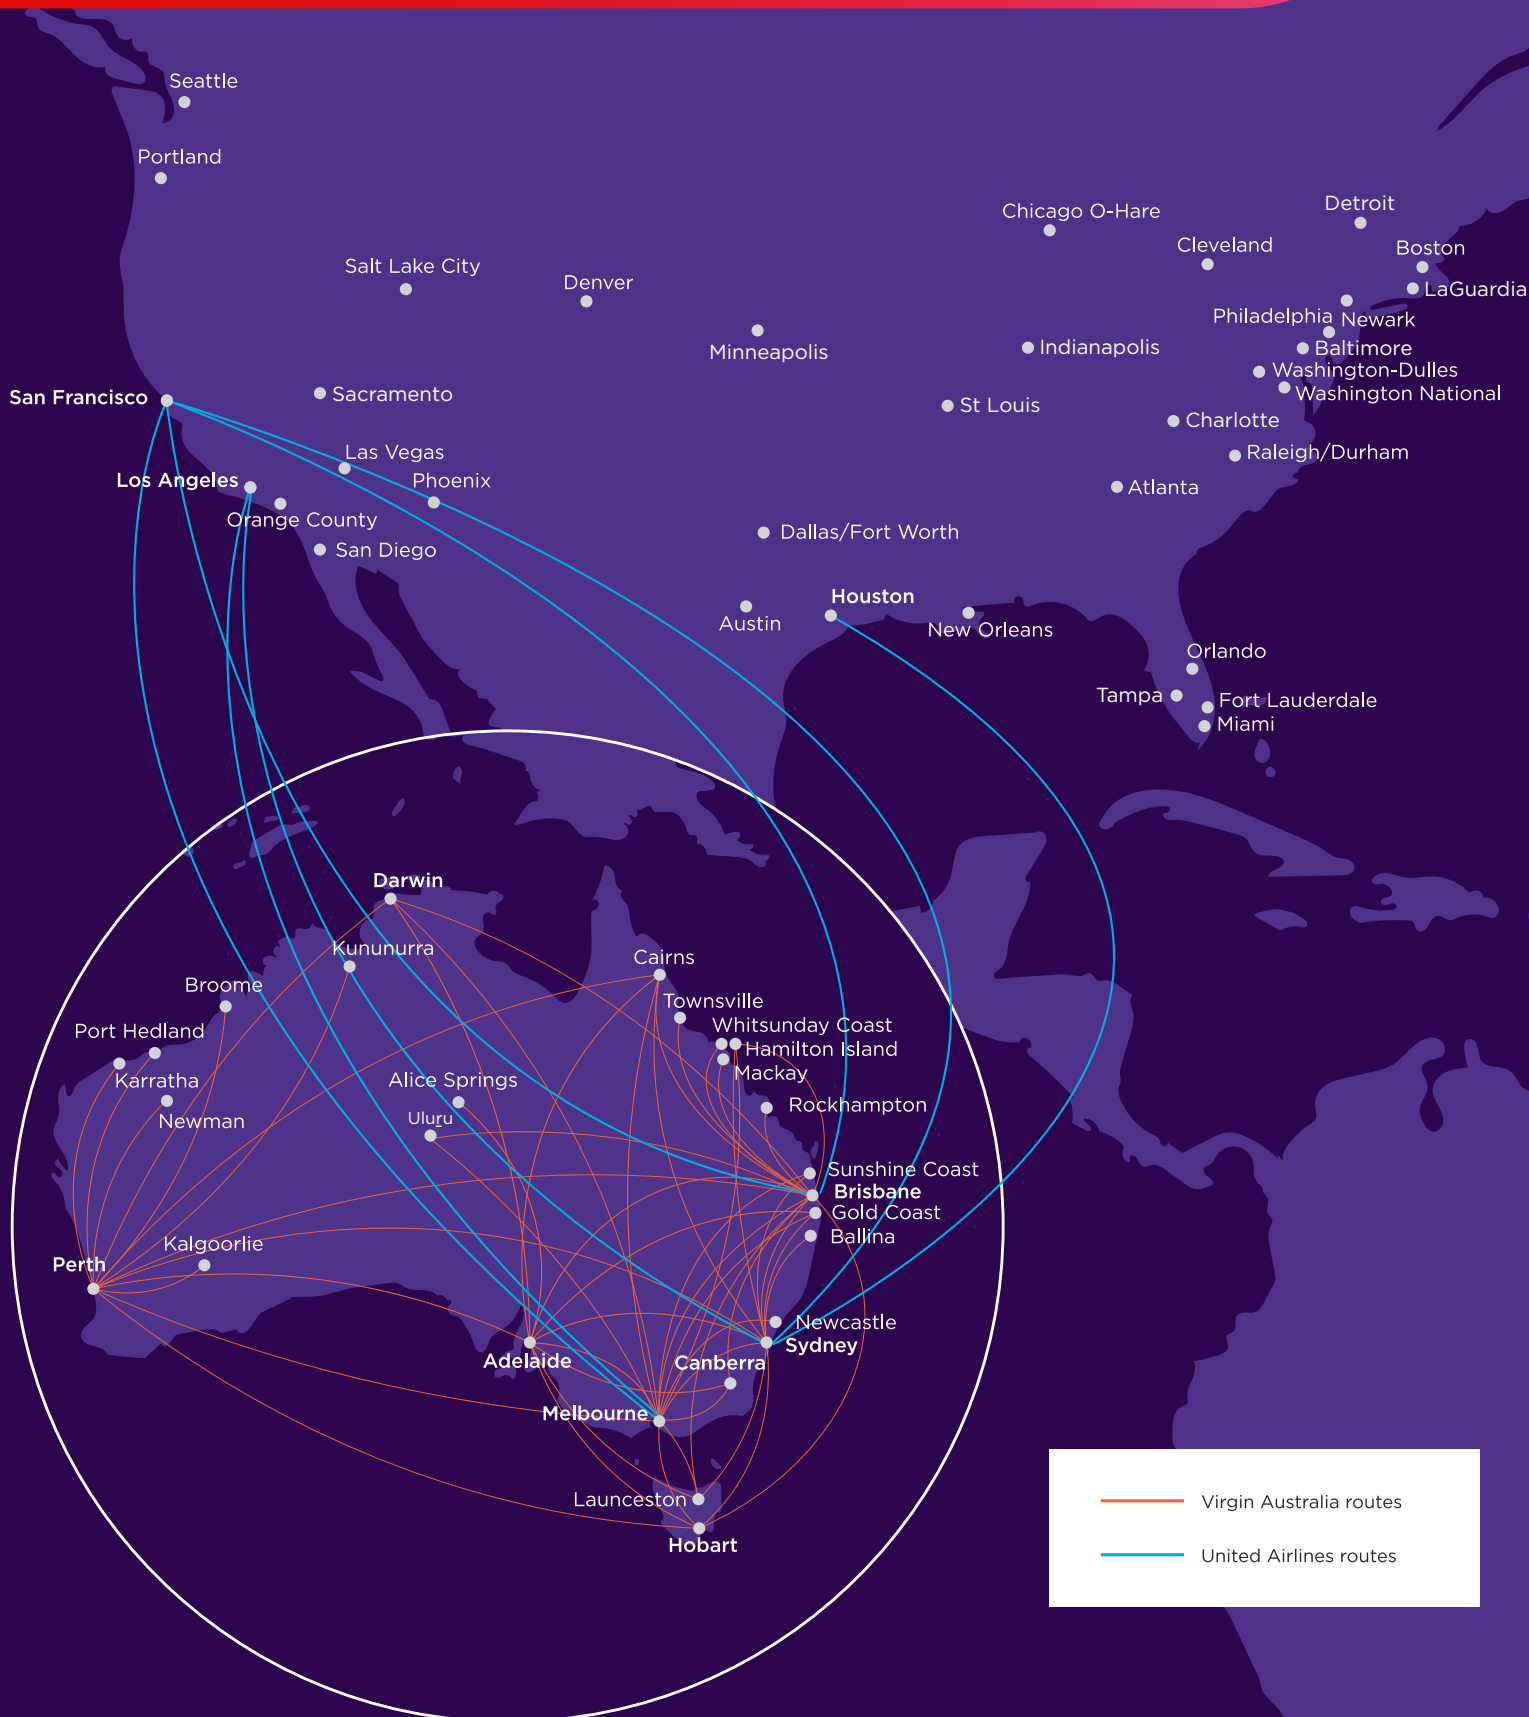 Seattle
Portland
Detroit
Chicago O-Hare
Cleveland
Boston
Salt Lake City
Denver
LaGuardia
Philadelphia
Newark
Minneapolis
Indianapolis
Baltimore
Washington-Dulles
Washington National
San Francisco
Sacramento
St Louis
Charlotte
Las Vegas
Raleigh/Durham
Los Angeles
Phoenix
Atlanta
Orange County
Dallas/Fort Worth
San Diego
Houston
Austin
New Orleans
Orlando
Tampa
Fort Lauderdale
Miami
Darwin
Kununurra
Cairns
Broome
Townsville
Whitsunday Coast
Port Hedland
Hamilton Island
Mackay
Karratha
Alice Springs
Rockhampton
Newman
Uluṟu
Sunshine Coast
Brisbane
Gold Coast
Ballina
Kalgoorlie
Perth
Newcastle
Sydney
Adelaide
Canberra
Melbourne
Launceston
Hobart
Virgin Australia routes
United Airlines routes